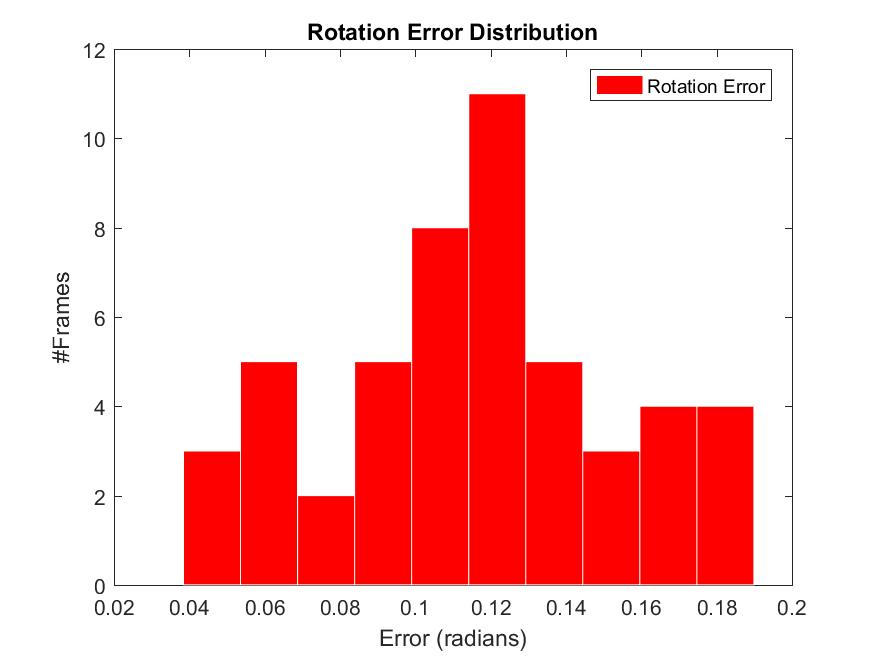 Rotation Error Distribution
Rotation Error
12
10
8
6
4
2
0
#Frames
0.02 0.04 0.06 0.08 0.1 0.12 0.14 0.16 0.18 0.2
Error (radians)